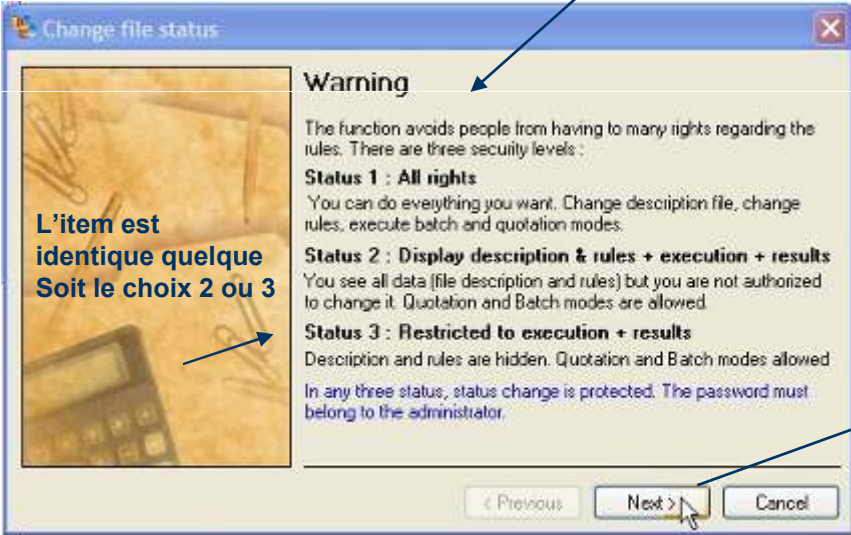 Change file status
Warning
The function avoids people from having to many rights regarding the
rules. There are three security levels :
Status 1 : All rights
You can do everything you want. Change description file, change
rules, execute batch and quotation modes.
L'item est
identique quelque
Soit le choix 2 ou 3
Status 2 : Display description & rules + execution + results
You see all data (file description and rules) but you are not authorized
to change it. Quotation and Batch modes are allowed.
Status 3 : Restricted to execution + results
Description and rules are hidden. Quotation and Batch modes allowed
In any three status, status change is protected. The password must
belong to the administrator.
< Previous Next > Cancel